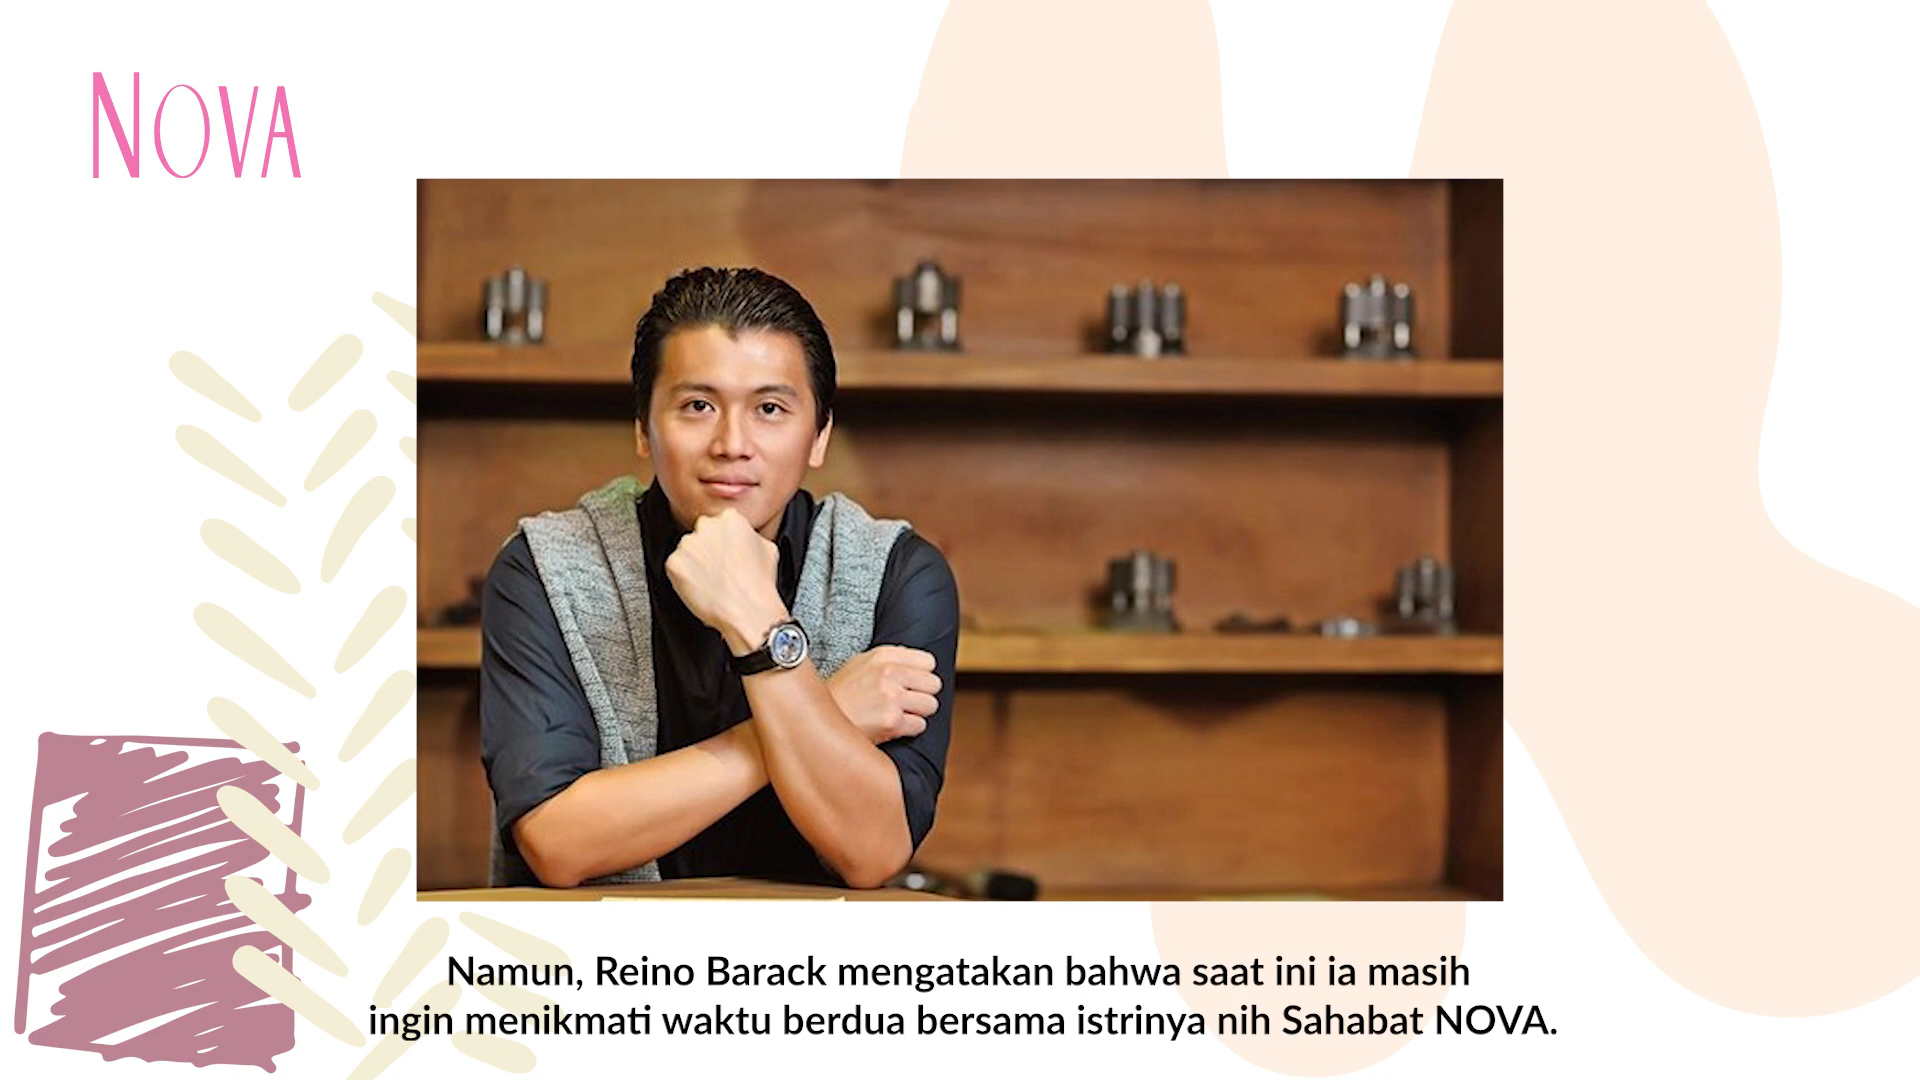 NOVA
Namun, Reino Barack mengatakan bahwa saat ini ia masih
ingin menikmati waktu berdua bersama istrinya nih Sahabat NOVA.